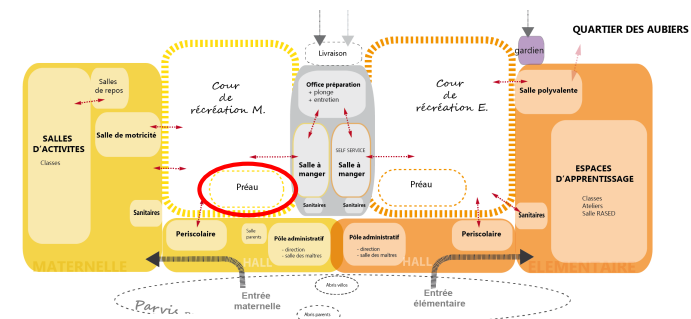 QUARTIER DES AUBIERS
Livraison
gardien
Salles
de repos
Cour
de
récréation M.
Office préparation
+ plonge
+ entretien
Cour
de
récréation E.
Salle polyvalente
SALLES
D'ACTIVITES
Classes
Salle de motricité
SELF SERVICE
Salle à
manger
Salle à
manger
ESPACES
D'APPRENTISSAGE
Classes
Ateliers
Salle RASED
Préau
Préau
Sanitaires
Sanitaires
Sanitaires
Sanitaires
Periscolaire
Salle
parents
Pôle administratif
- direction
- salle des maîtres
Pôle administratif
- direction
- salle des maîtres
Periscolaire
MATERNELLE
HALL
HALL
ELEMENTAIRE
Entrée
maternelle
Abris vélos
Entrée
élémentaire
Parvis
Abris parents